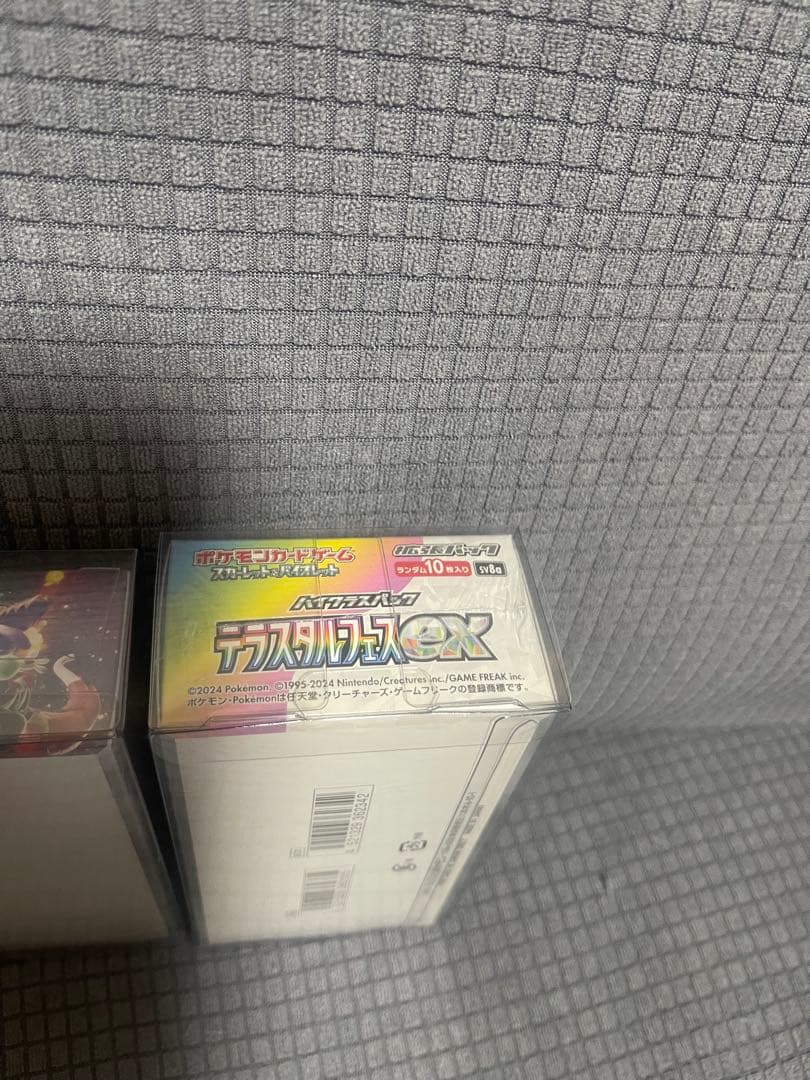 ポケモンカードゲーム
スカーレット&バイオレット
拡張パック
ランダム10枚入り
SV8a
ハイクラスパック
テラスタルフェスex
©2024 Pokémon. ©1995-2024 Nintendo/Creatures inc./GAME FREAK inc.
ポケモン・Pokémonは任天堂・クリーチャーズ・ゲームフリークの登録商標です。
4 521329 362342